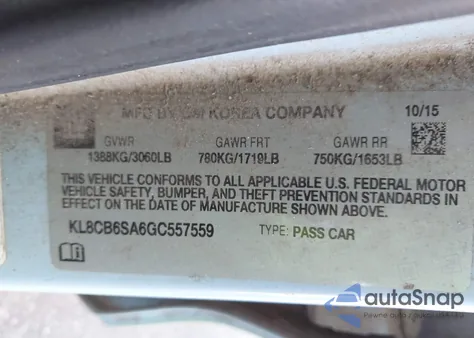 MFD BY GM KOREA COMPANY 10/15
GVWR GAWR FRT GAWR RR
1388KG/3060LB 780KG/1719LB 750KG/1653LB
THIS VEHICLE CONFORMS TO ALL APPLICABLE U.S. FEDERAL MOTOR
VEHICLE SAFETY, BUMPER, AND THEFT PREVENTION STANDARDS IN
EFFECT ON THE DATE OF MANUFACTURE SHOWN ABOVE.
KL8CB6SA6GC557559 TYPE: PASS CAR
autoSnap